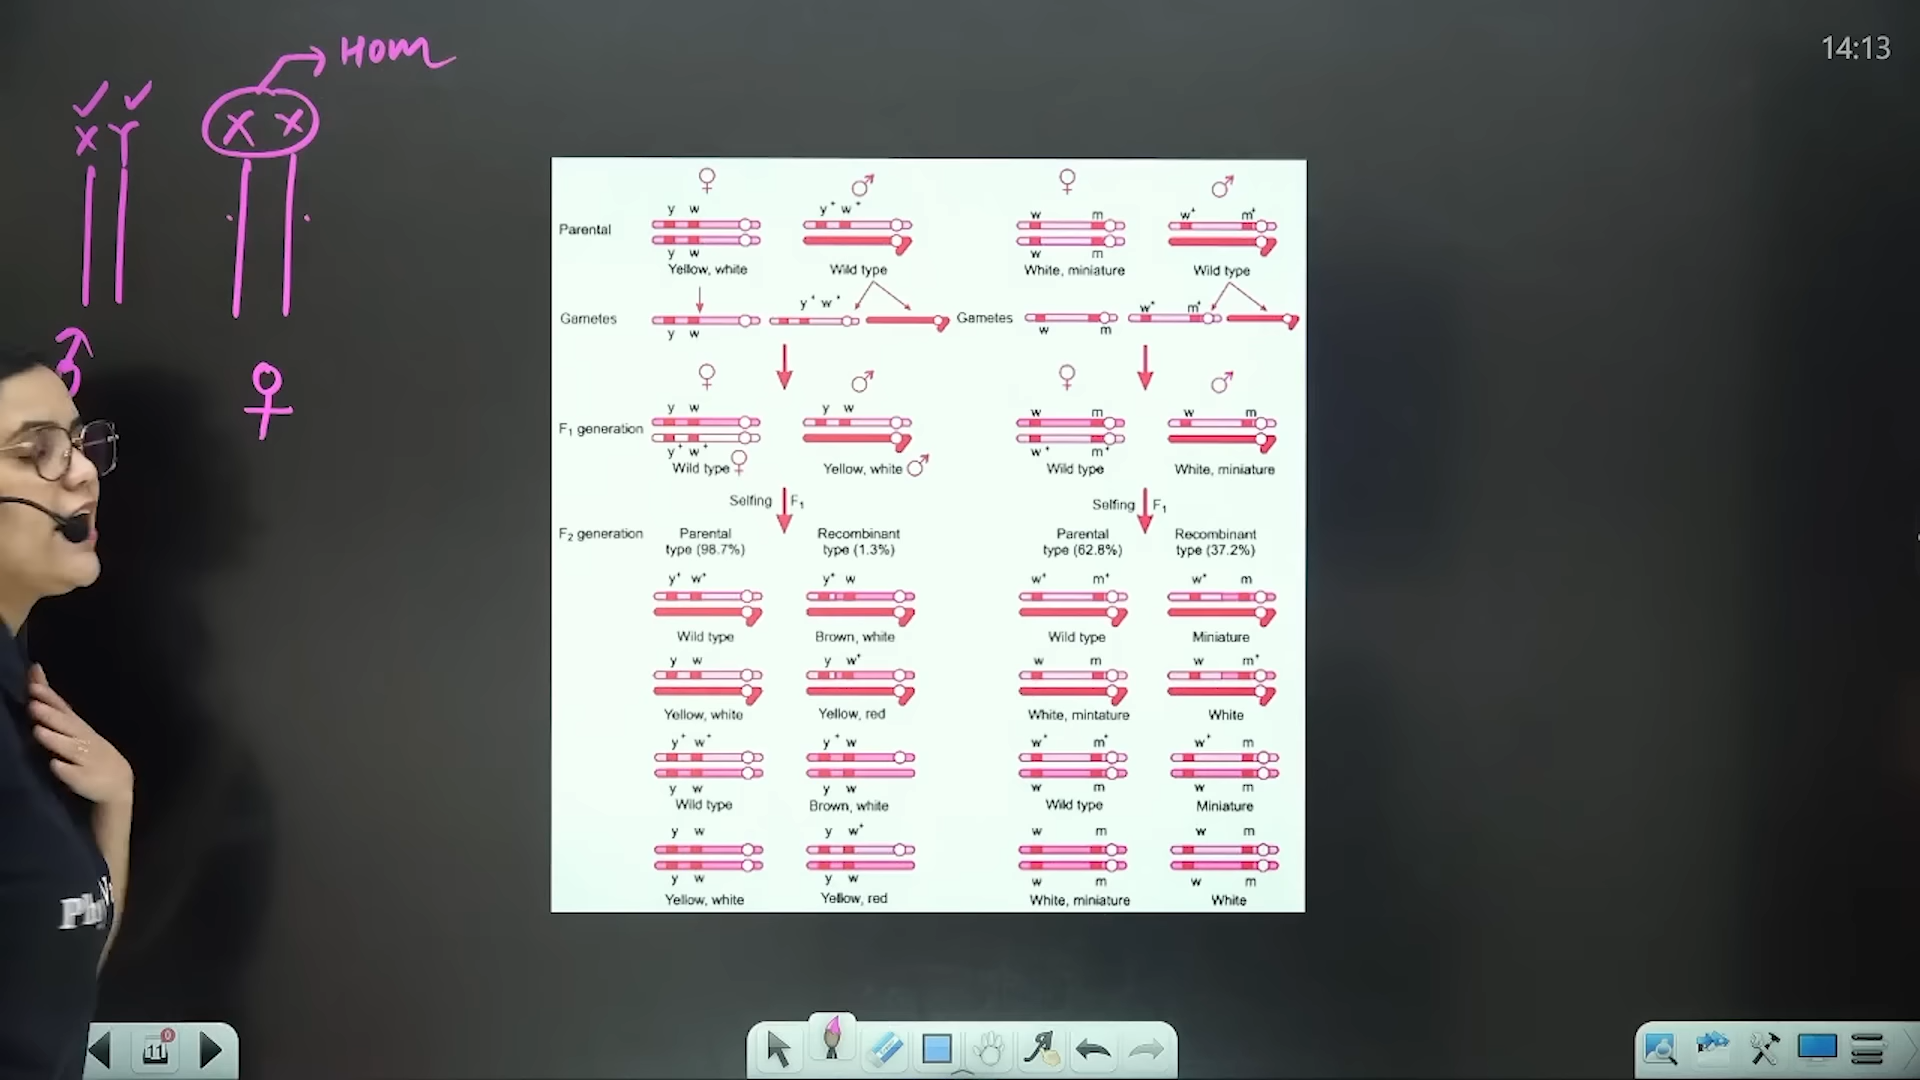 14:13
Hom
X Y
X X
♀ ♂ ♀ ♂
y w y⁺ w⁺ w m w⁺ m⁺
Parental
y w w m
Yellow, white Wild type White, miniature Wild type
y⁺ w⁺ w⁺ m⁺
Gametes Gametes
y w w m
♀ ♂ ♀ ♂
y w y w w m w m
F₁ generation
y⁺ w⁺ w⁺ m⁺
Wild type ♀ Yellow, white ♂ Wild type White, miniature
Selfing F₁ Selfing F₁
F₂ generation Parental Recombinant Parental Recombinant
type (98.7%) type (1.3%) type (62.8%) type (37.2%)
y⁺ w⁺ y⁺ w w⁺ m⁺ w⁺ m
Wild type Brown, white Wild type Miniature
y w y w⁺ w m w m⁺
Yellow, white Yellow, red White, mintature White
y⁺ w⁺ y⁺ w w⁺ m⁺ w⁺ m
y w y w w m w m
Wild type Brown, white Wild type Miniature
y w y w⁺ w m w m
y w y w w m w m
Yellow, white Yellow, red White, miniature White
11
0